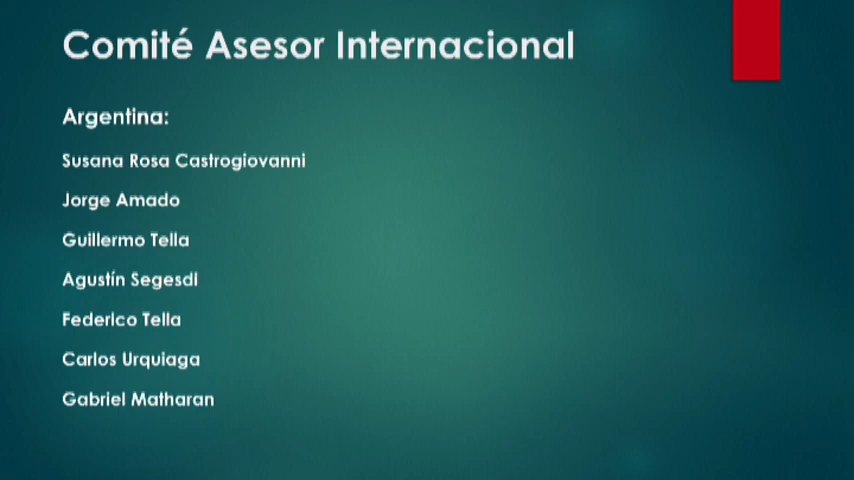 Comité Asesor Internacional
Argentina:
Susana Rosa Castrogiovanni
Jorge Amado
Guillermo Tella
Agustín Segesdi
Federico Tella
Carlos Urquiaga
Gabriel Matharan